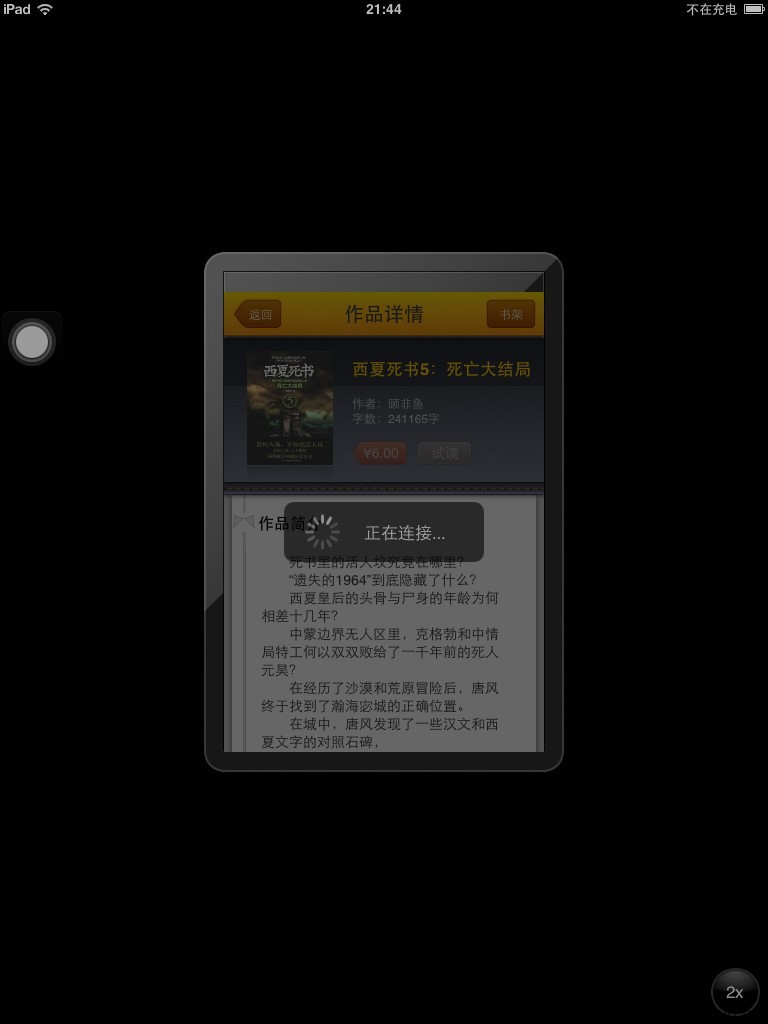 iPad 21:44 不在充电
返回 作品详情 书架
西夏死书
死亡大结局
5
西夏死书5：死亡大结局
作者：顾非鱼
字数：241165字
¥6.00 试读
作品简介
正在连接...
死书里的活人坟究竟在哪里？
“遗失的1964”到底隐藏了什么？
西夏皇后的头骨与尸身的年龄为何
相差十几年？
中蒙边界无人区里，克格勃和中情
局特工何以双双败给了一千年前的死人
元昊？
在经历了沙漠和荒原冒险后，唐风
终于找到了瀚海宓城的正确位置。
在城中，唐风发现了一些汉文和西
夏文字的对照石碑，
2x